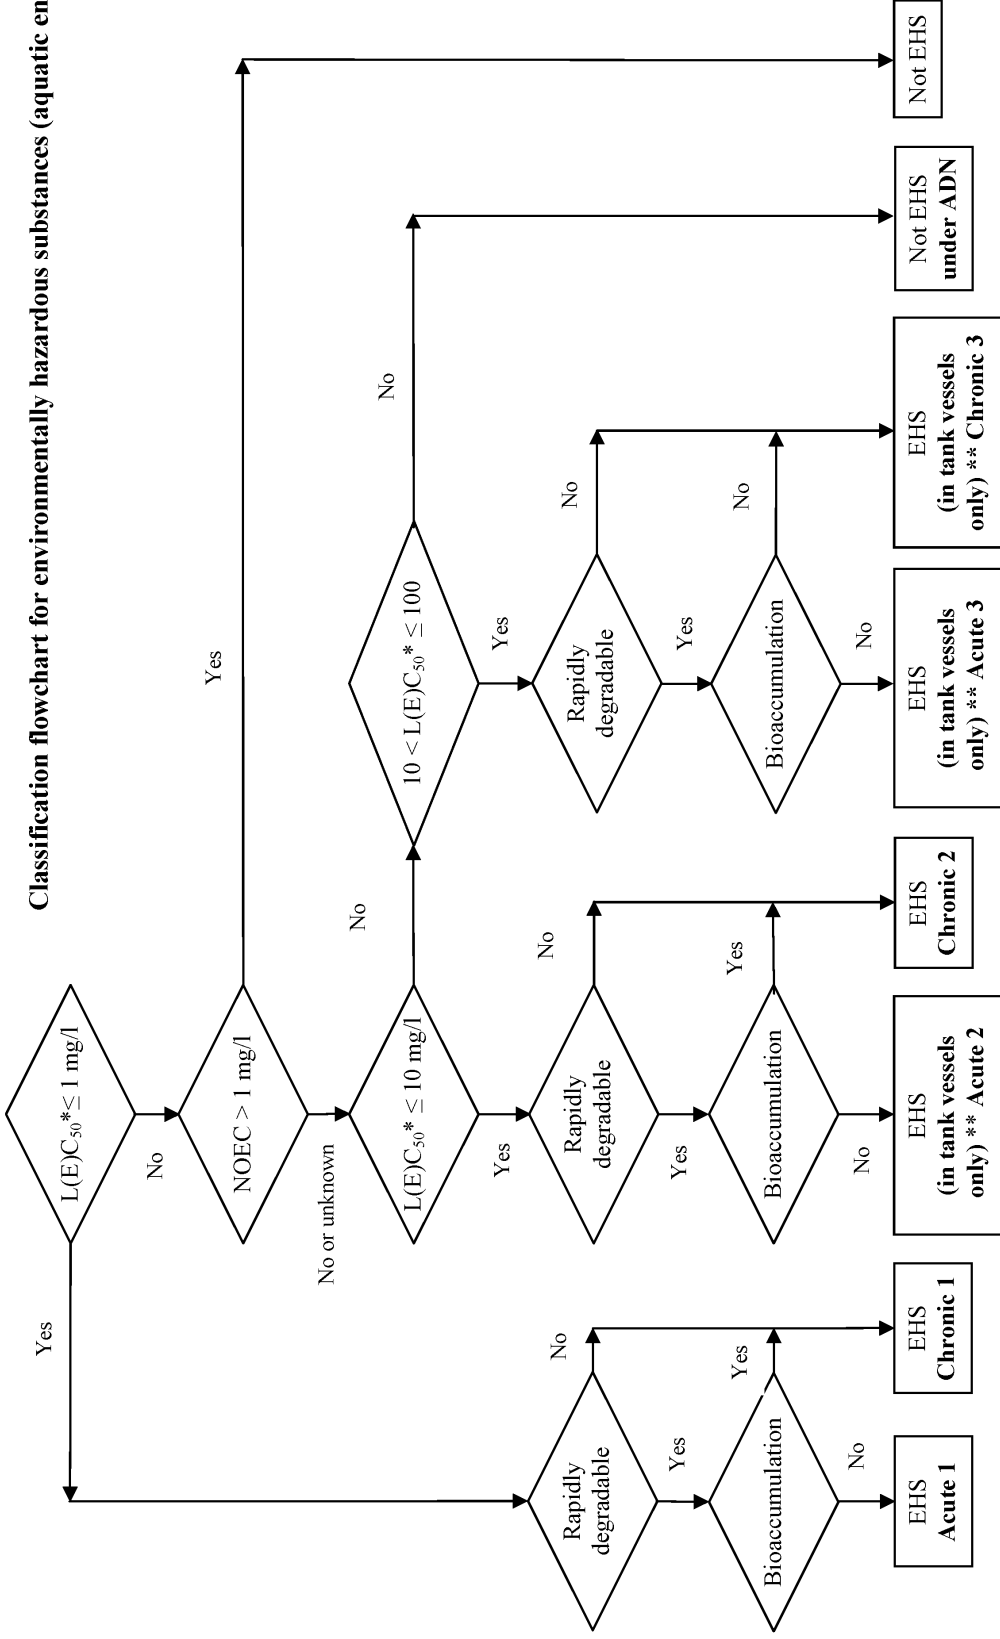 Classification flowchart for environmentally hazardous substances (aquatic en
L(E)C₅₀*≤ 1 mg/l
Yes
No
NOEC > 1 mg/l
Yes
No or unknown
L(E)C₅₀* ≤ 10 mg/l
No
10 < L(E)C₅₀* ≤ 100
No
Yes
Yes
Rapidly
degradable
No
Yes
Rapidly
degradable
No
Yes
Rapidly
degradable
No
Yes
Bioaccumulation
Yes
No
Bioaccumulation
Yes
No
Bioaccumulation
No
No
EHS
Acute 1
EHS
Chronic 1
EHS
(in tank vessels
only) ** Acute 2
EHS
Chronic 2
EHS
(in tank vessels
only) ** Acute 3
EHS
(in tank vessels
only) ** Chronic 3
Not EHS
under ADN
Not EHS